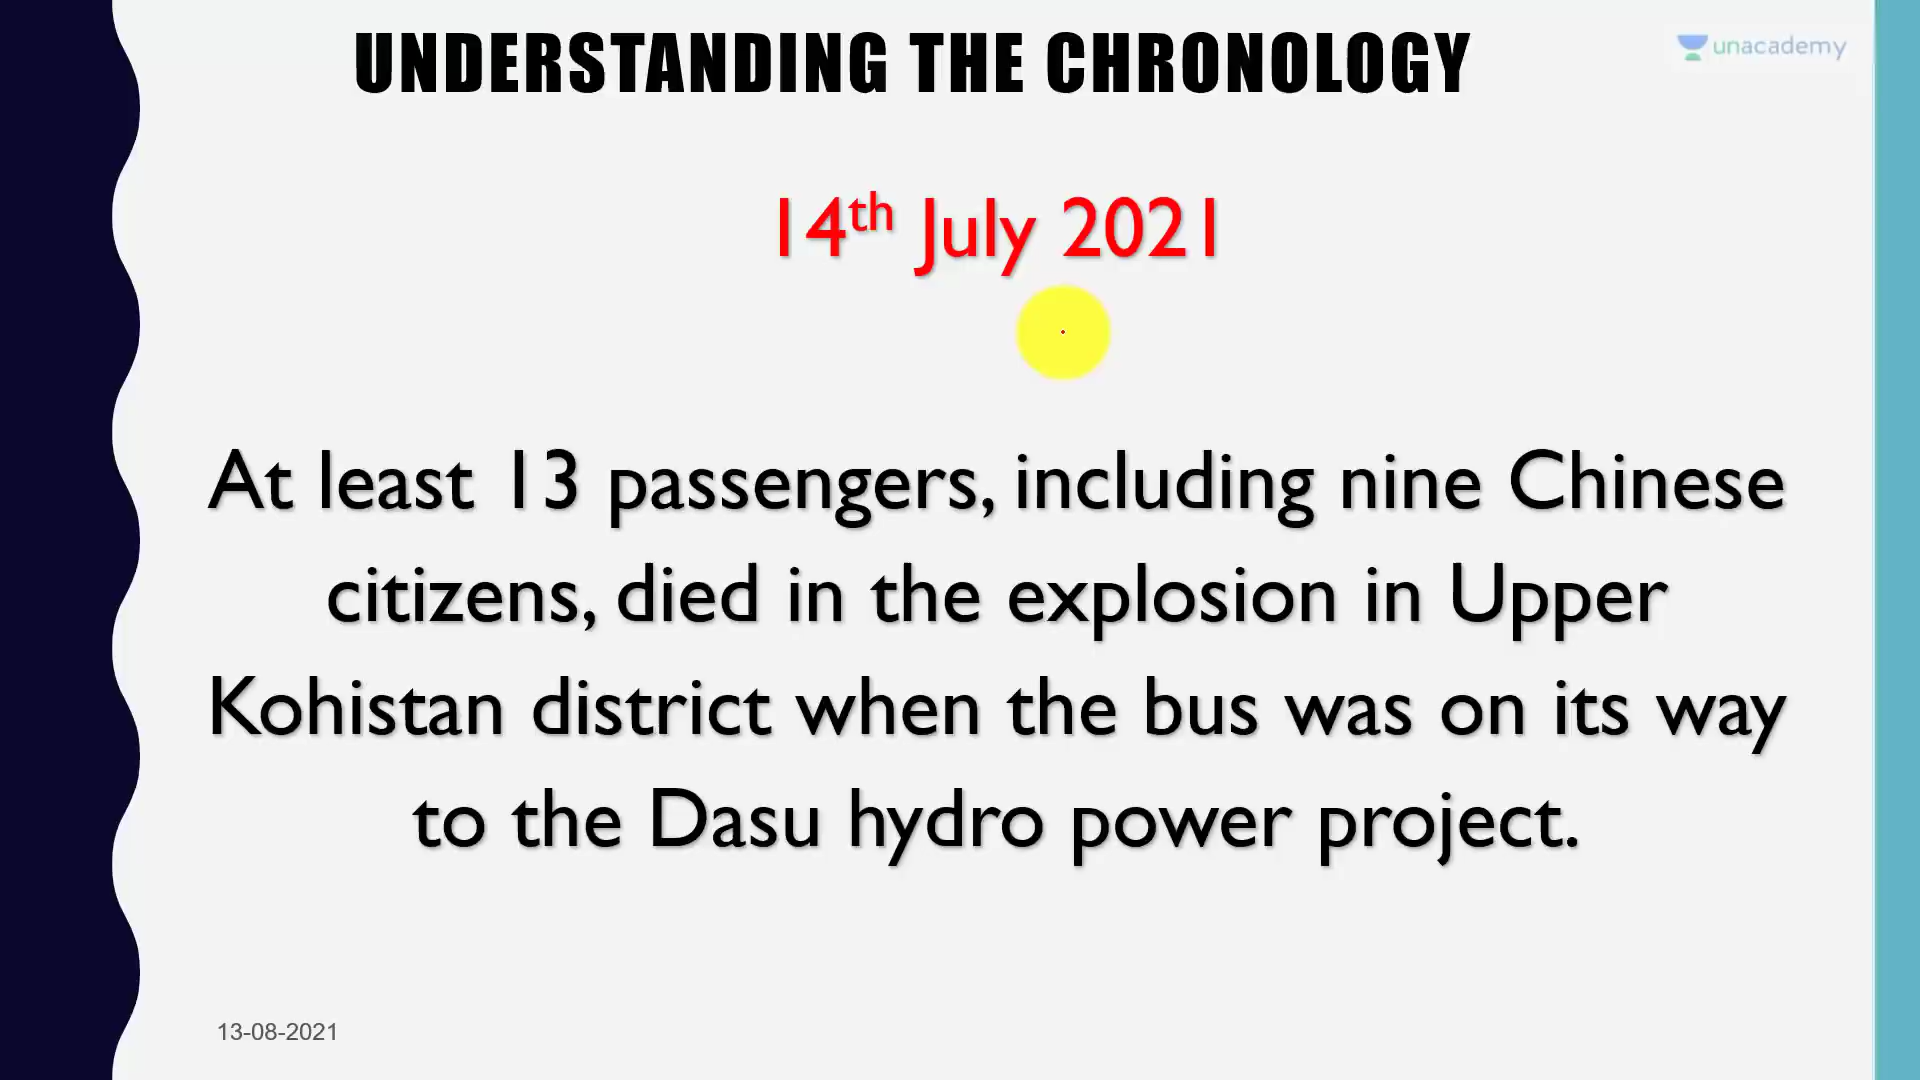 UNDERSTANDING THE CHRONOLOGY
unacademy
14th July 2021
At least 13 passengers, including nine Chinese
citizens, died in the explosion in Upper
Kohistan district when the bus was on its way
to the Dasu hydro power project.
13-08-2021